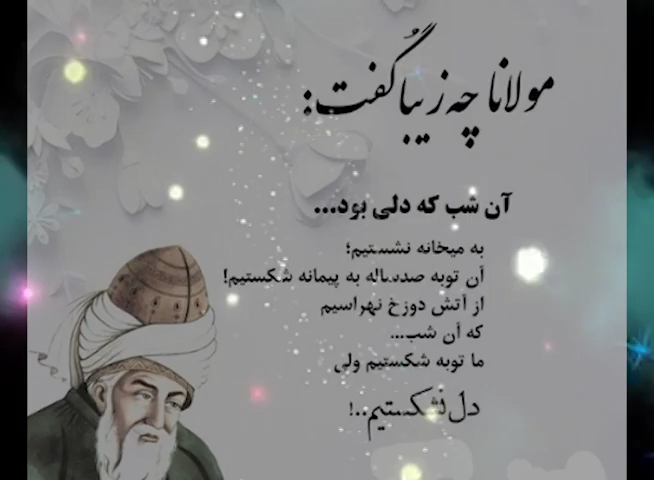 مولانا چه زیبا گفت:
آن شب که دلی بود...
به میخانه نشستیم؛
آن توبه صدساله به پیمانه شکستیم!
از آتش دوزخ نهراسیم
که آن شب...
ما توبه شکستیم ولی
دل نشکستیم..!